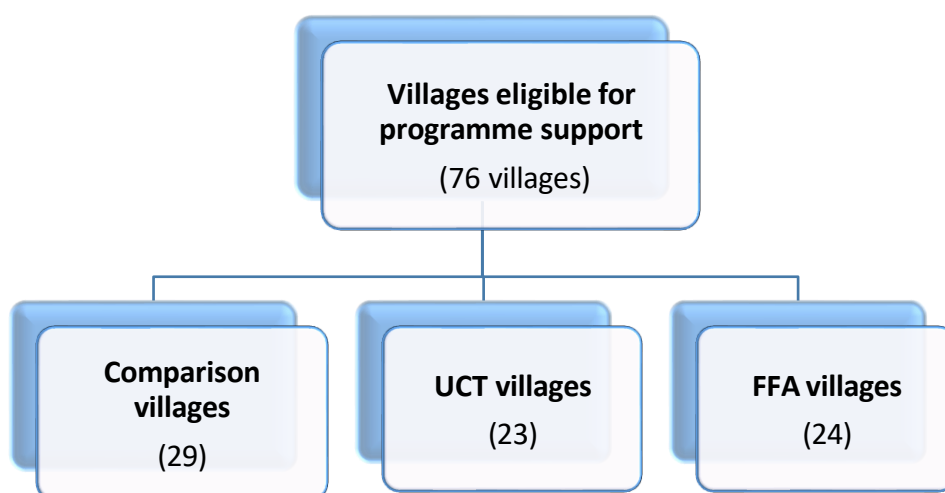 Villages eligible for
programme support
(76 villages)
Comparison
villages
(29)
UCT villages
(23)
FFA villages
(24)